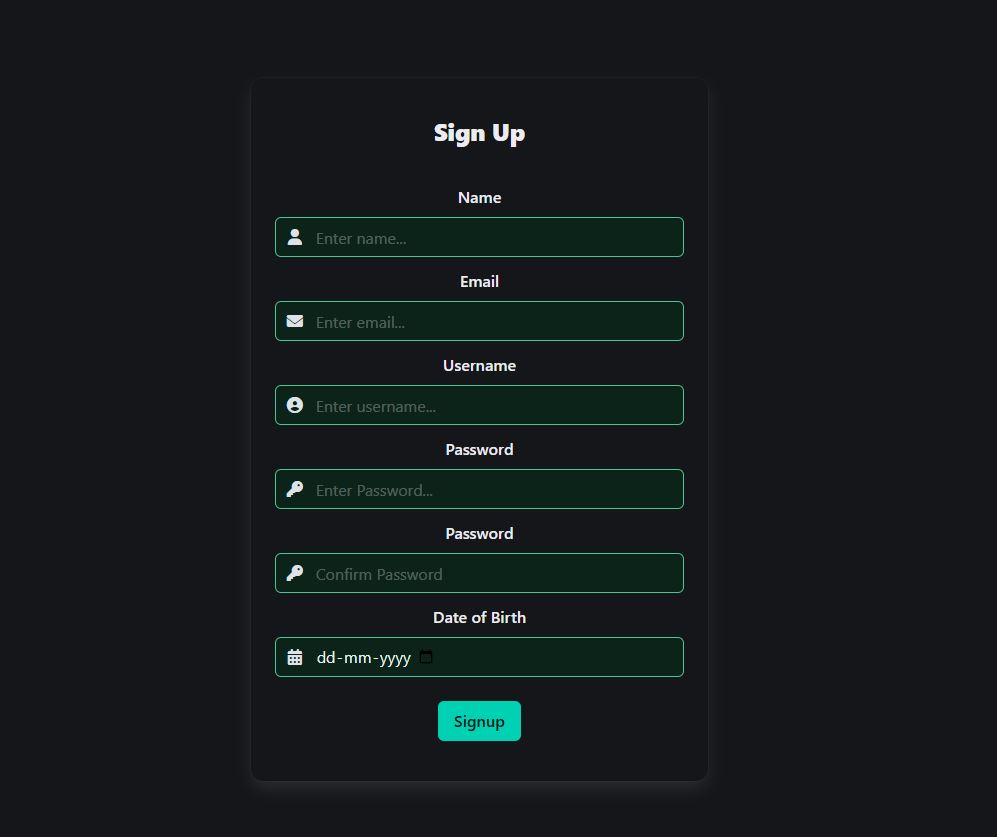 Sign Up
Name
Enter name...
Email
Enter email...
Username
Enter username...
Password
Enter Password...
Password
Confirm Password
Date of Birth
dd-mm-yyyy
Signup